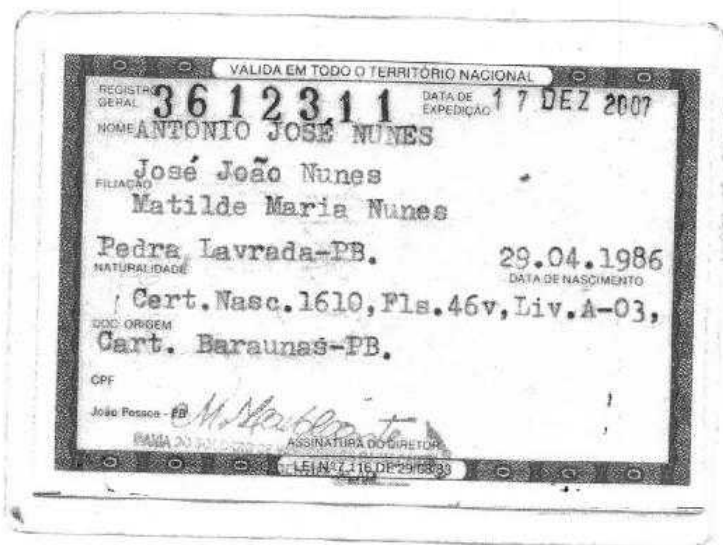 VÁLIDA EM TODO O TERRITÓRIO NACIONAL
REGISTRO GERAL 3612311 DATA DE EXPEDIÇÃO 17 DEZ 2007
NOME ANTONIO JOSÉ NUNES
José João Nunes
FILIAÇÃO
Matilde Maria Nunes
Pedra Lavrada-PB. 29.04.1986
NATURALIDADE DATA DE NASCIMENTO
Cert.Nasc.1610,Fls.46v,Liv.A-03,
DOC ORIGEM
Cart. Baraunas-PB.
CPF
João Pessoa - PB
ASSINATURA DO DIRETOR
LEI Nº 7.116 DE 29/08/83